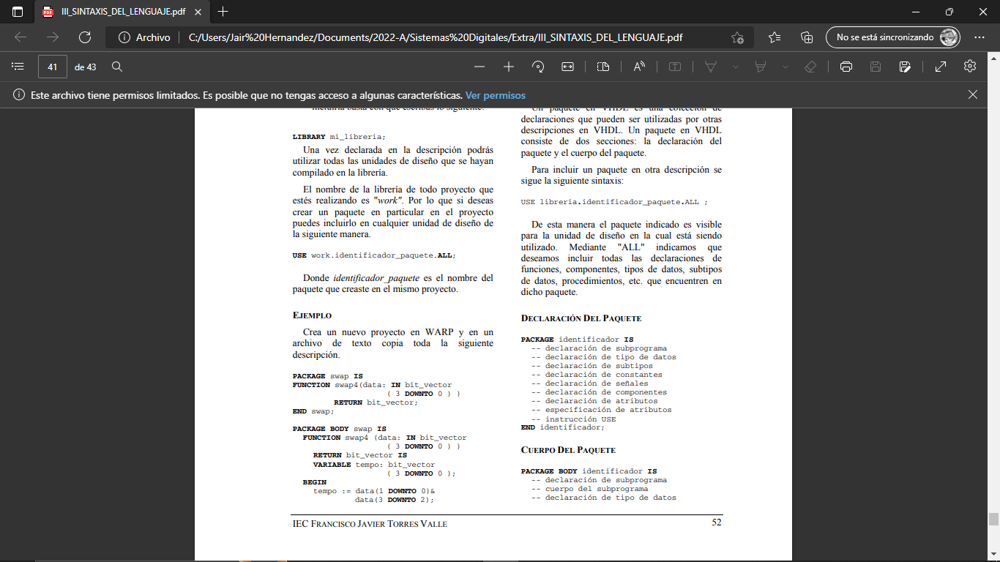 III_SINTAXIS_DEL_LENGUAJE.pdf
Archivo
C:/Users/Jair%20Hernandez/Documents/2022-A/Sistemas%20Digitales/Extra/III_SINTAXIS_DEL_LENGUAJE.pdf
No se está sincronizando
41
de 43
Este archivo tiene permisos limitados. Es posible que no tengas acceso a algunas características. Ver permisos
LIBRARY mi_libreria;
Una vez declarada en la descripción podrás
utilizar todas las unidades de diseño que se hayan
compilado en la librería.
El nombre de la librería de todo proyecto que
estés realizando es "work". Por lo que si deseas
crear un paquete en particular en el proyecto
puedes incluirlo en cualquier unidad de diseño de
la siguiente manera.
USE work.identificador_paquete.ALL;
Donde identificador_paquete es el nombre del
paquete que creaste en el mismo proyecto.
EJEMPLO
Crea un nuevo proyecto en WARP y en un
archivo de texto copia toda la siguiente
descripción.
PACKAGE swap IS
FUNCTION swap4(data: IN bit_vector
( 3 DOWNTO 0 ) )
RETURN bit_vector;
END swap;
PACKAGE BODY swap IS
FUNCTION swap4 (data: IN bit_vector
( 3 DOWNTO 0 ) )
RETURN bit_vector IS
VARIABLE tempo: bit_vector
( 3 DOWNTO 0 );
BEGIN
tempo := data(1 DOWNTO 0)&
data(3 DOWNTO 2);
Un paquete en VHDL es una colección de
declaraciones que pueden ser utilizadas por otras
descripciones en VHDL. Un paquete en VHDL
consiste de dos secciones: la declaración del
paquete y el cuerpo del paquete.
Para incluir un paquete en otra descripción se
sigue la siguiente sintaxis:
USE libreria.identificador_paquete.ALL ;
De esta manera el paquete indicado es visible
para la unidad de diseño en la cual está siendo
utilizado. Mediante "ALL" indicamos que
deseamos incluir todas las declaraciones de
funciones, componentes, tipos de datos, subtipos
de datos, procedimientos, etc. que encuentren en
dicho paquete.
DECLARACIÓN DEL PAQUETE
PACKAGE identificador IS
-- declaración de subprograma
-- declaración de tipo de datos
-- declaración de subtipos
-- declaración de constantes
-- declaración de señales
-- declaración de componentes
-- declaración de atributos
-- especificación de atributos
-- instrucción USE
END identificador;
CUERPO DEL PAQUETE
PACKAGE BODY identificador IS
-- declaración de subprograma
-- cuerpo del subprograma
-- declaración de tipo de datos
IEC FRANCISCO JAVIER TORRES VALLE
52